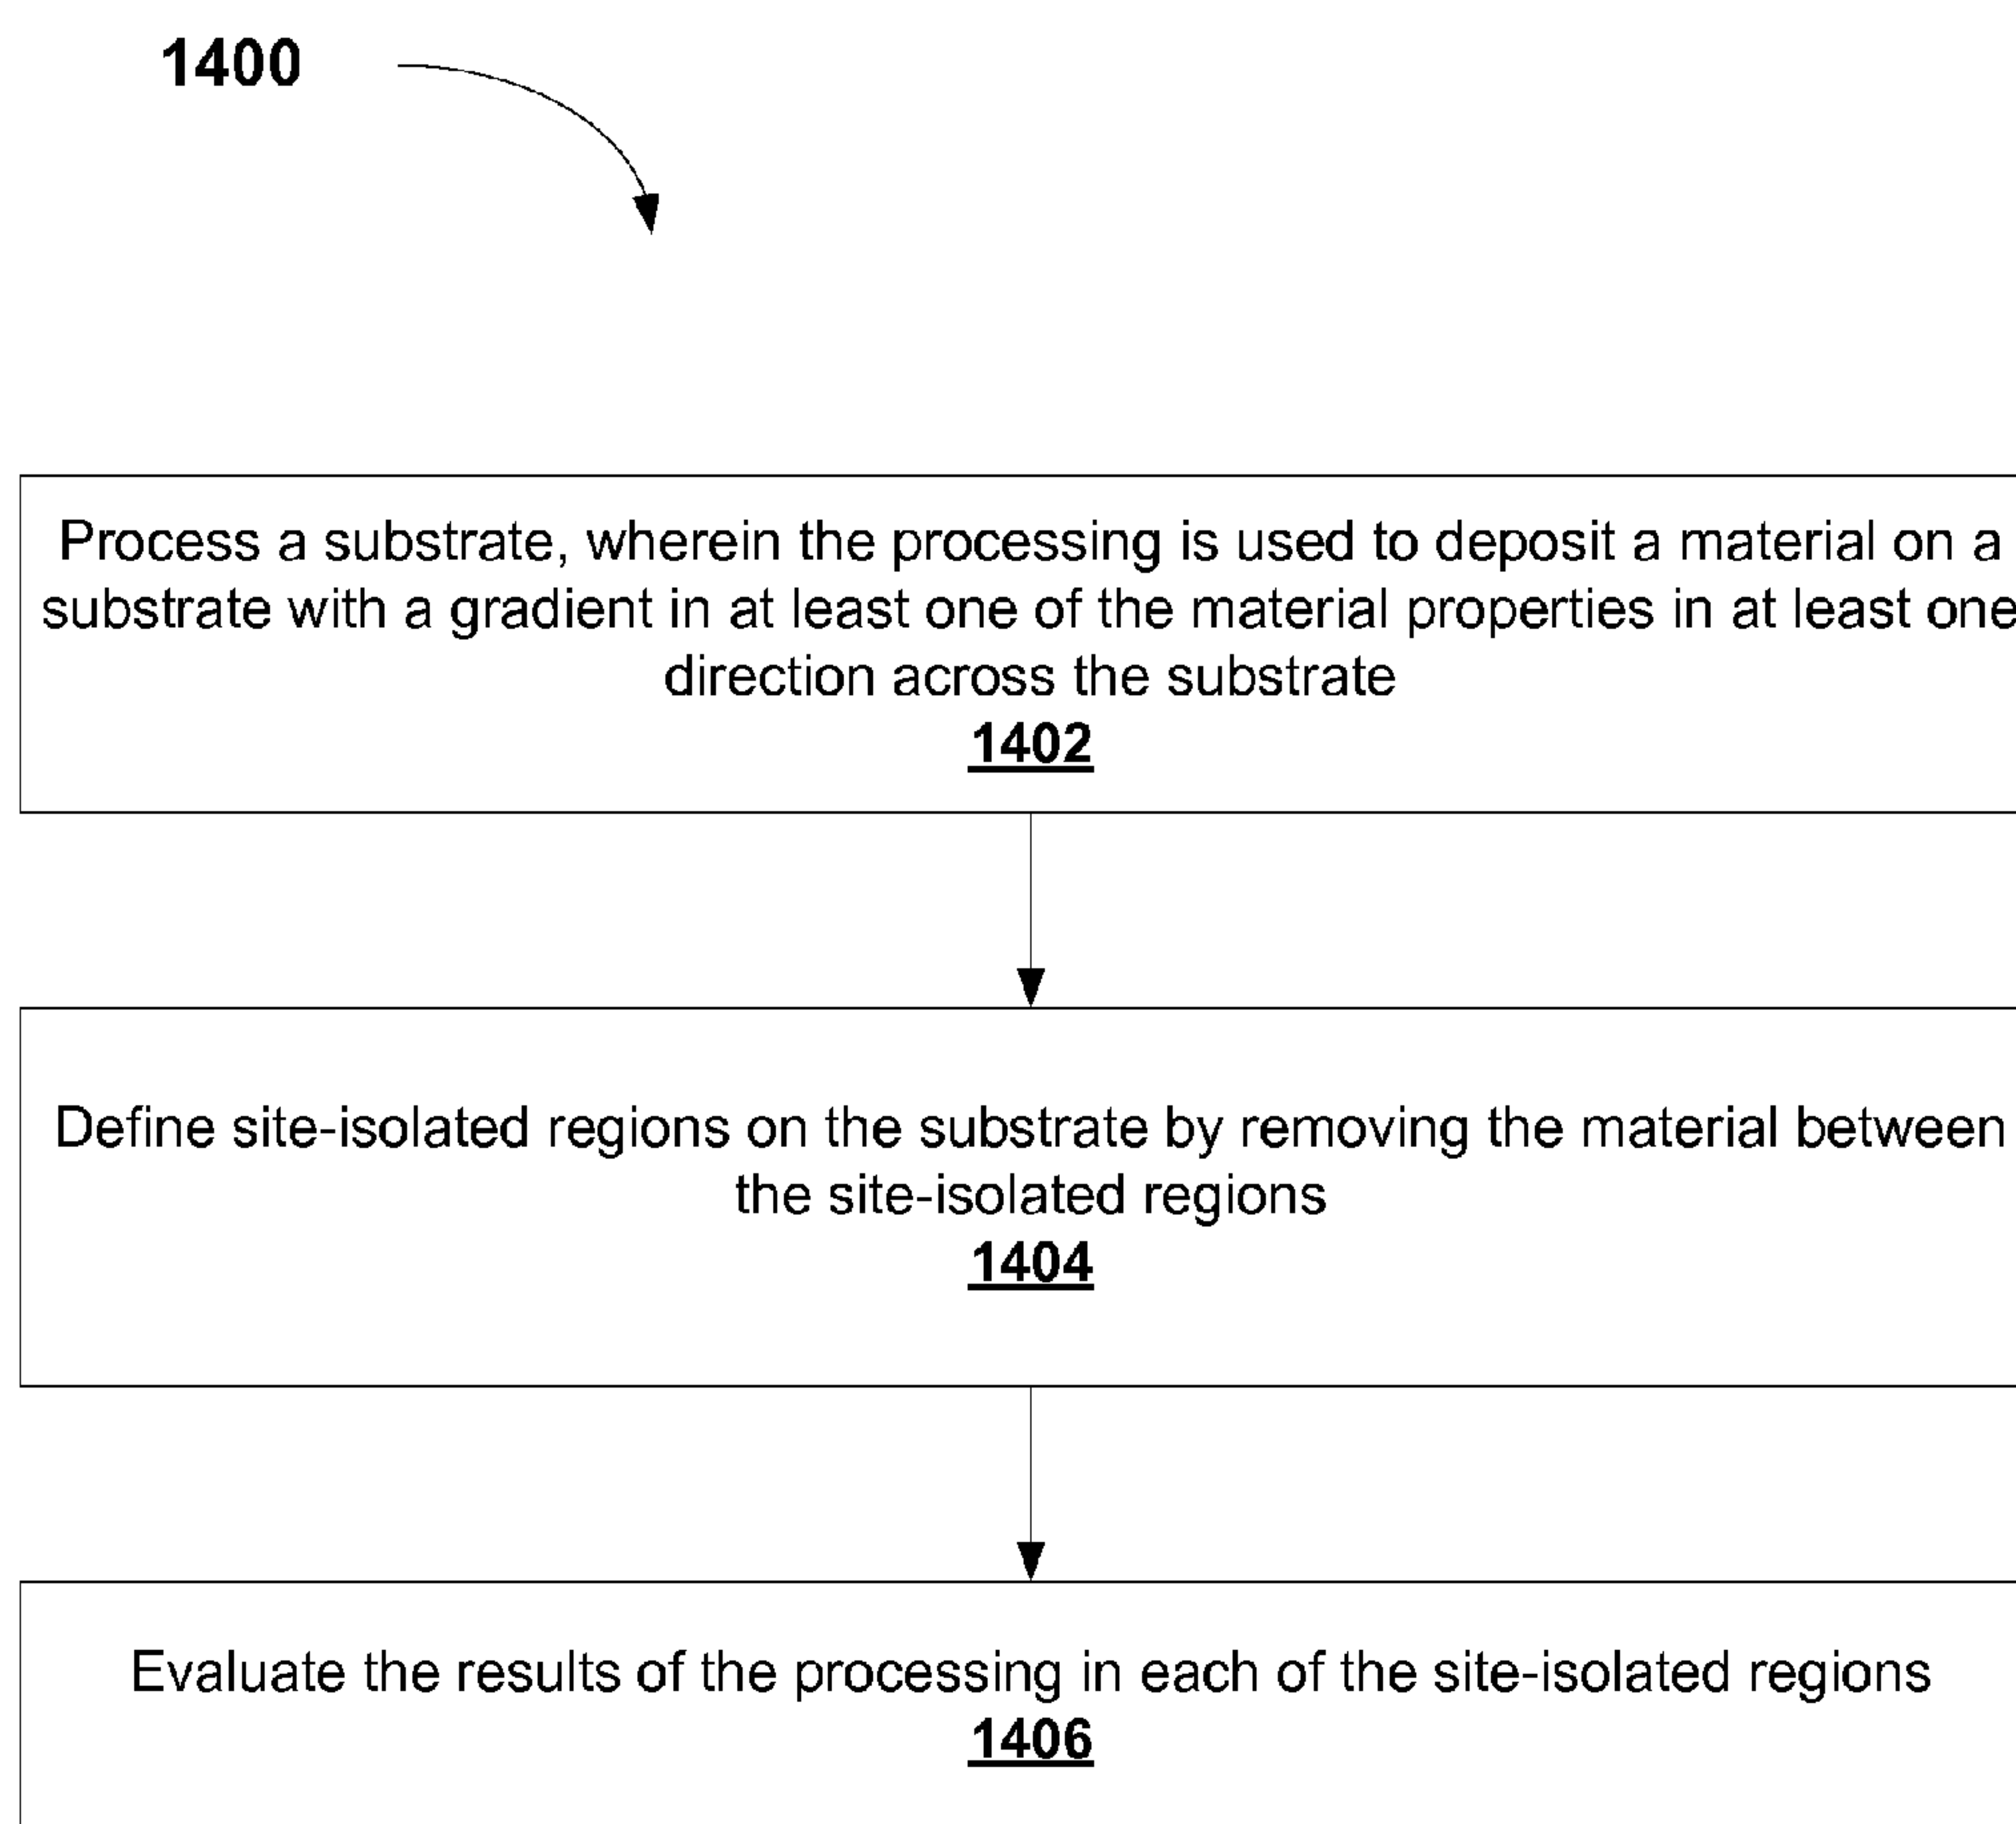 1400
Process a substrate, wherein the processing is used to deposit a material on a
substrate with a gradient in at least one of the material properties in at least one
direction across the substrate
1402
Define site-isolated regions on the substrate by removing the material between
the site-isolated regions
1404
Evaluate the results of the processing in each of the site-isolated regions
1406